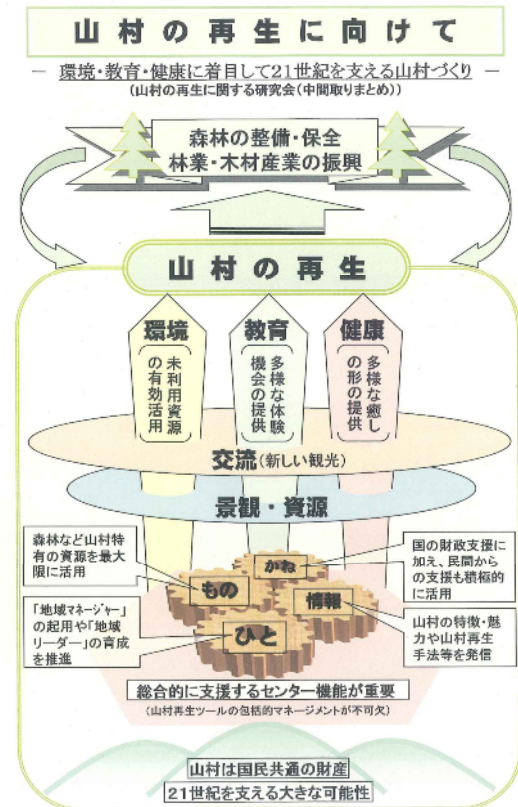 山村の再生に向けて
― 環境・教育・健康に着目して21世紀を支える山村づくり ―
(山村の再生に関する研究会(中間取りまとめ))
森林の整備・保全
林業・木材産業の振興
山村の再生
環境
未利用資源
の有効活用
教育
多様な体験
機会の提供
健康
多様な癒し
の形の提供
交流(新しい観光)
景観・資源
森林など山村特
有の資源を最大
限に活用
かね
国の財政支援に
加え、民間から
の支援も積極的
に活用
もの
情報
「地域マネージャー」
の起用や「地域
リーダー」の育成
を推進
ひと
山村の特徴・魅
力や山村再生
手法等を発信
総合的に支援するセンター機能が重要
(山村再生ツールの包括的マネージメントが不可欠)
山村は国民共通の財産
21世紀を支える大きな可能性